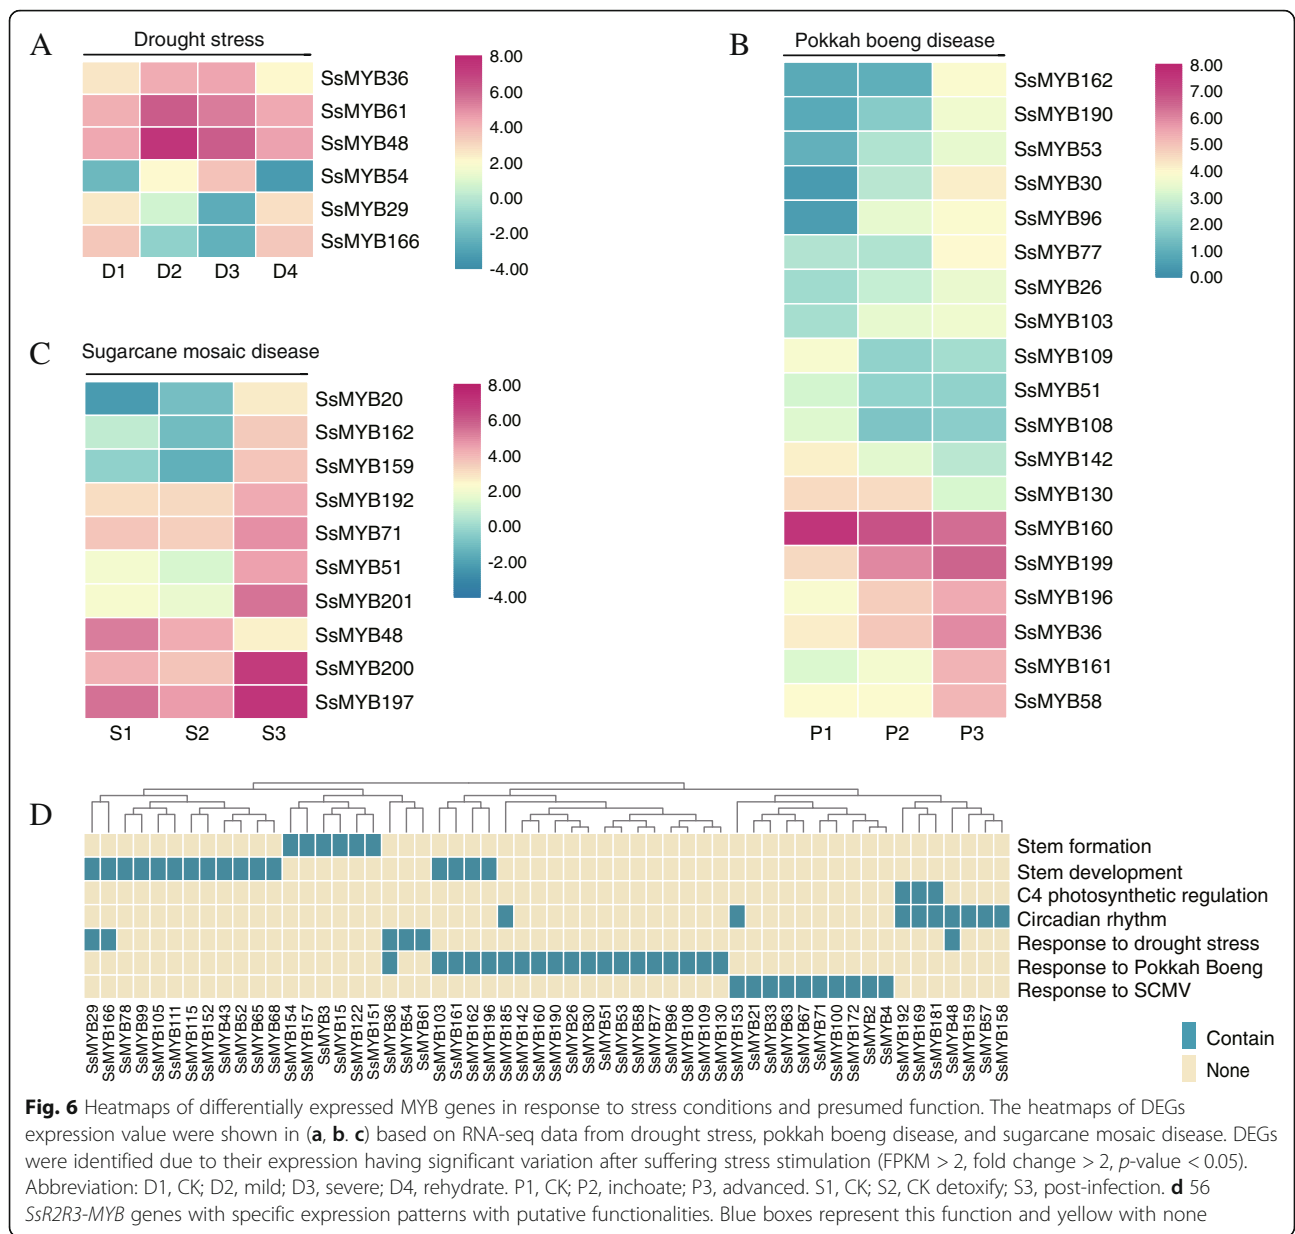 A
Drought stress
SsMYB36
SsMYB61
SsMYB48
SsMYB54
SsMYB29
SsMYB166
D1 D2 D3 D4
8.00
6.00
4.00
2.00
0.00
-2.00
-4.00
B
Pokkah boeng disease
SsMYB162
SsMYB190
SsMYB53
SsMYB30
SsMYB96
SsMYB77
SsMYB26
SsMYB103
SsMYB109
SsMYB51
SsMYB108
SsMYB142
SsMYB130
SsMYB160
SsMYB199
SsMYB196
SsMYB36
SsMYB161
SsMYB58
P1 P2 P3
8.00
7.00
6.00
5.00
4.00
3.00
2.00
1.00
0.00
C
Sugarcane mosaic disease
SsMYB20
SsMYB162
SsMYB159
SsMYB192
SsMYB71
SsMYB51
SsMYB201
SsMYB48
SsMYB200
SsMYB197
S1 S2 S3
8.00
6.00
4.00
2.00
0.00
-2.00
-4.00
D
Stem formation
Stem development
C4 photosynthetic regulation
Circadian rhythm
Response to drought stress
Response to Pokkah Boeng
Response to SCMV
SsMYB29
SsMYB166
SsMYB78
SsMYB99
SsMYB105
SsMYB111
SsMYB115
SsMYB152
SsMYB43
SsMYB52
SsMYB65
SsMYB68
SsMYB154
SsMYB157
SsMYB3
SsMYB15
SsMYB122
SsMYB151
SsMYB36
SsMYB54
SsMYB61
SsMYB103
SsMYB161
SsMYB162
SsMYB196
SsMYB185
SsMYB142
SsMYB160
SsMYB190
SsMYB26
SsMYB30
SsMYB51
SsMYB53
SsMYB58
SsMYB77
SsMYB96
SsMYB108
SsMYB109
SsMYB130
SsMYB153
SsMYB21
SsMYB33
SsMYB63
SsMYB67
SsMYB71
SsMYB100
SsMYB172
SsMYB2
SsMYB4
SsMYB192
SsMYB169
SsMYB181
SsMYB48
SsMYB159
SsMYB57
SsMYB158
Contain
None
Fig. 6 Heatmaps of differentially expressed MYB genes in response to stress conditions and presumed function. The heatmaps of DEGs
expression value were shown in (a, b. c) based on RNA-seq data from drought stress, pokkah boeng disease, and sugarcane mosaic disease. DEGs
were identified due to their expression having significant variation after suffering stress stimulation (FPKM > 2, fold change > 2, p-value < 0.05).
Abbreviation: D1, CK; D2, mild; D3, severe; D4, rehydrate. P1, CK; P2, inchoate; P3, advanced. S1, CK; S2, CK detoxify; S3, post-infection. d 56
SsR2R3-MYB genes with specific expression patterns with putative functionalities. Blue boxes represent this function and yellow with none